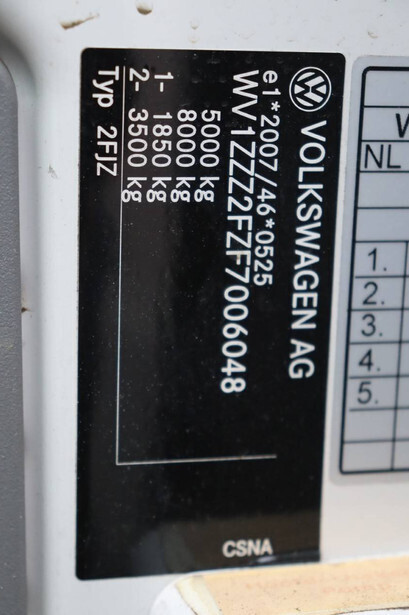 VOLKSWAGEN AG
e1*2007/46*0525
WV1ZZZ2FZF7006048
5000 kg
8000 kg
1- 1850 kg
2- 3500 kg
Typ 2FJZ
CSNA
NL
1.
2.
3.
4.
5.